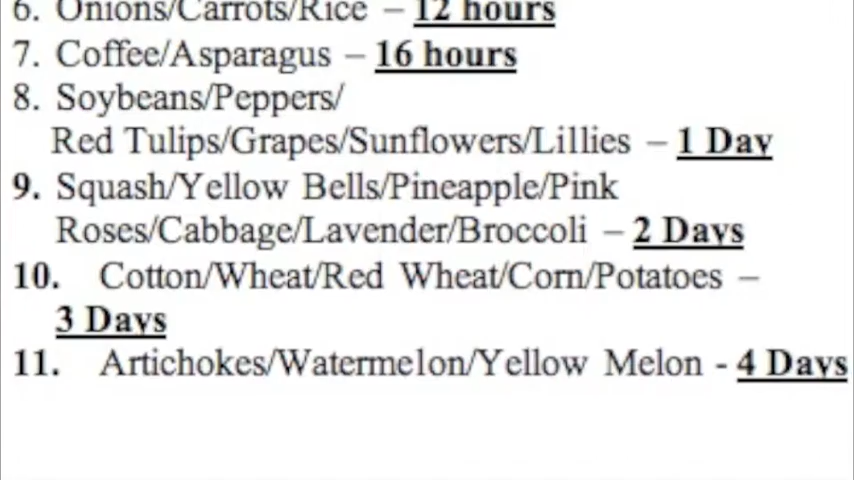 6. Onions/Carrots/Rice – 12 hours
7. Coffee/Asparagus – 16 hours
8. Soybeans/Peppers/
Red Tulips/Grapes/Sunflowers/Lillies – 1 Day
9. Squash/Yellow Bells/Pineapple/Pink
Roses/Cabbage/Lavender/Broccoli – 2 Days
10. Cotton/Wheat/Red Wheat/Corn/Potatoes –
3 Days
11. Artichokes/Watermelon/Yellow Melon - 4 Days